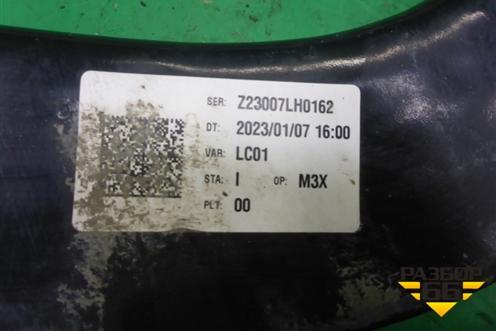 SER: Z23007LH0162
DT: 2023/01/07 16:00
VAR: LC01
STA: I OP: M3X
PLT: 00
РАЗБОР
66